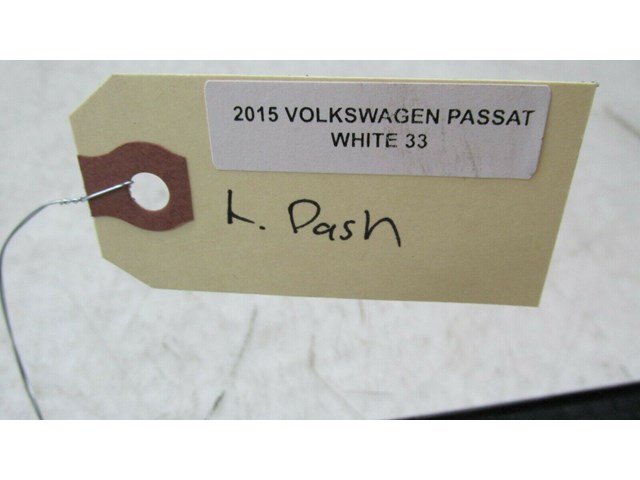 2015 VOLKSWAGEN PASSAT
WHITE 33
L. Dash